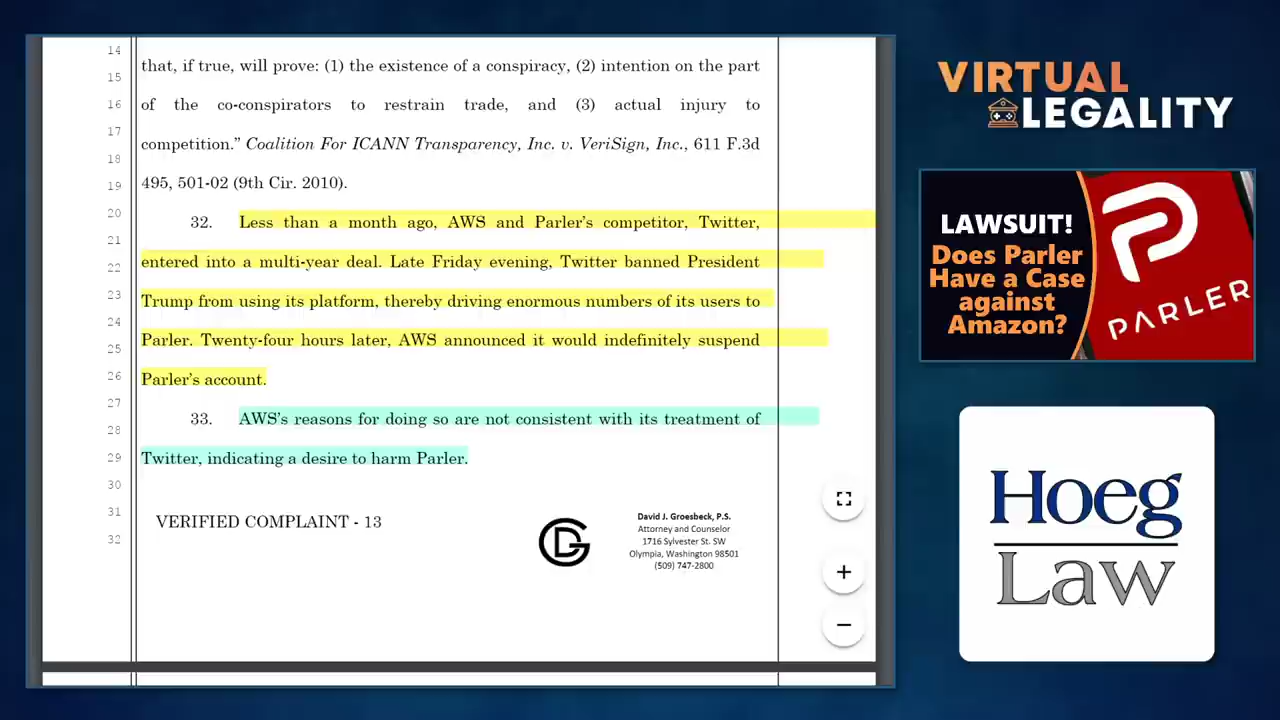 14
that, if true, will prove: (1) the existence of a conspiracy, (2) intention on the part
15
16
of the co-conspirators to restrain trade, and (3) actual injury to
17
competition.” Coalition For ICANN Transparency, Inc. v. VeriSign, Inc., 611 F.3d
18
19
495, 501-02 (9th Cir. 2010).
20
32. Less than a month ago, AWS and Parler’s competitor, Twitter,
21
22
entered into a multi-year deal. Late Friday evening, Twitter banned President
23
Trump from using its platform, thereby driving enormous numbers of its users to
24
25
Parler. Twenty-four hours later, AWS announced it would indefinitely suspend
26
Parler’s account.
27
28
33. AWS’s reasons for doing so are not consistent with its treatment of
29
Twitter, indicating a desire to harm Parler.
30
31
32
VERIFIED COMPLAINT - 13
DG
David J. Groesbeck, P.S.
Attorney and Counselor
1716 Sylvester St. SW
Olympia, Washington 98501
(509) 747-2800
VIRTUAL
LEGALITY
LAWSUIT!
Does Parler
Have a Case
against
Amazon?
PARLER
Hoeg
Law